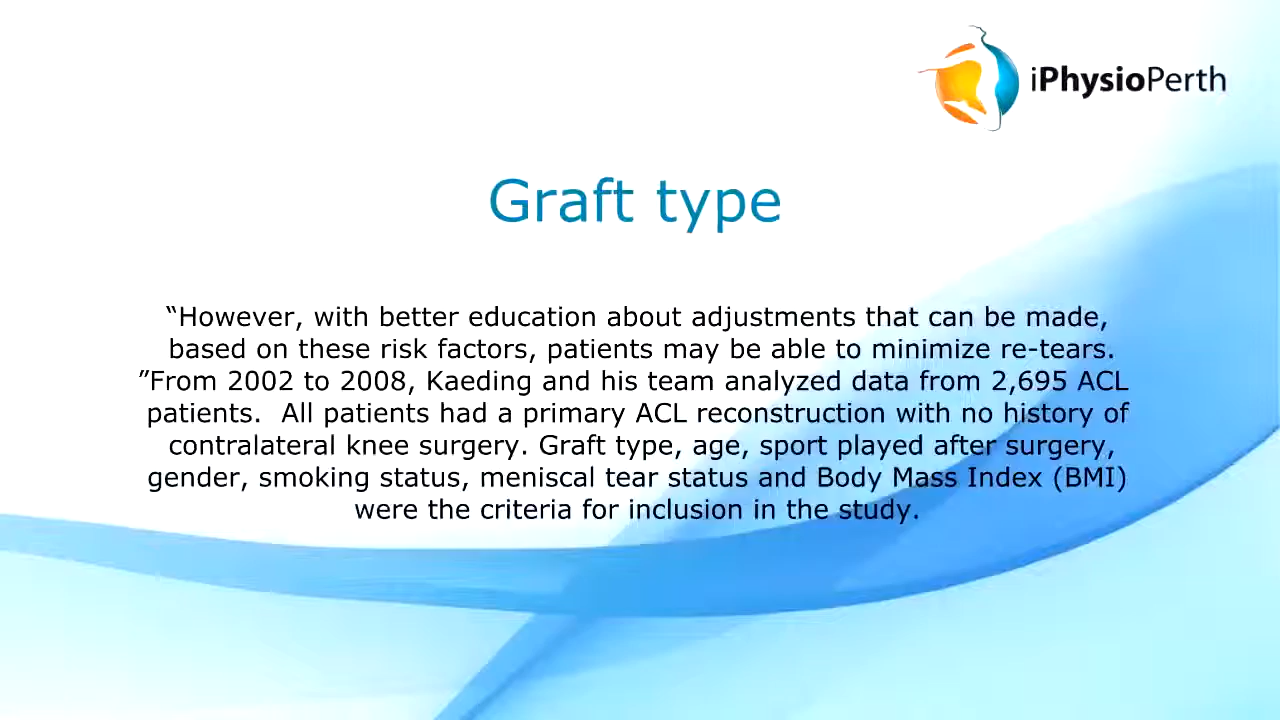 iPhysioPerth
Graft type
“However, with better education about adjustments that can be made,
based on these risk factors, patients may be able to minimize re-tears.
”From 2002 to 2008, Kaeding and his team analyzed data from 2,695 ACL
patients.  All patients had a primary ACL reconstruction with no history of
contralateral knee surgery. Graft type, age, sport played after surgery,
gender, smoking status, meniscal tear status and Body Mass Index (BMI)
were the criteria for inclusion in the study.